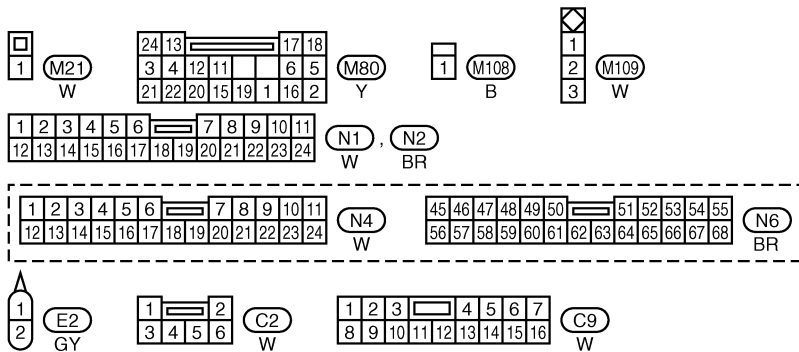 24 13 17 18
1 M21 3 4 12 11 6 5 M80 1 M108
W 21 22 20 15 19 1 16 2 Y B
1
2 M109
3 W
1 2 3 4 5 6 7 8 9 10 11
12 13 14 15 16 17 18 19 20 21 22 23 24
N1 , N2
W BR
1 2 3 4 5 6 7 8 9 10 11
12 13 14 15 16 17 18 19 20 21 22 23 24
N4
W
45 46 47 48 49 50 51 52 53 54 55
56 57 58 59 60 61 62 63 64 65 66 67 68
N6
BR
1
2
E2
GY
1 2
3 4 5 6
C2
W
1 2 3 4 5 6 7
8 9 10 11 12 13 14 15 16
C9
W